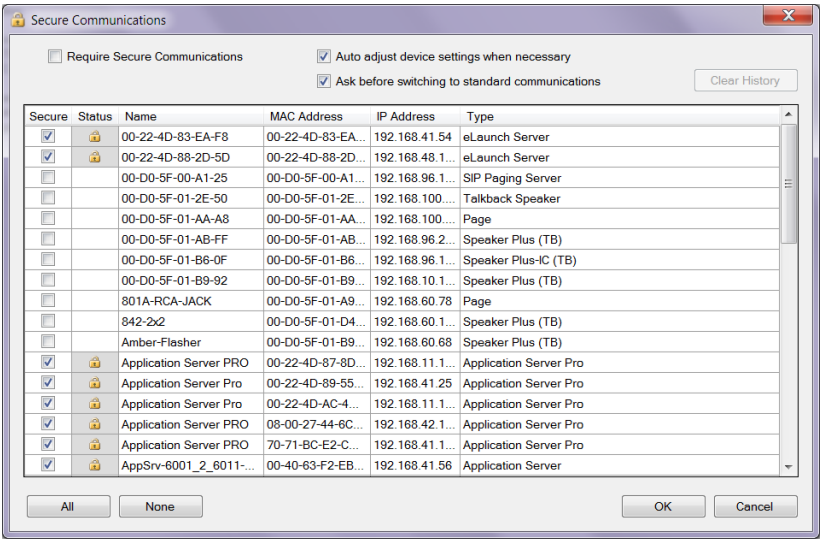 Secure Communications
Require Secure Communications Auto adjust device settings when necessary
Ask before switching to standard communications Clear History
Secure Status Name MAC Address IP Address Type
00-22-4D-83-EA-F8 00-22-4D-83-EA... 192.168.41.54 eLaunch Server
00-22-4D-88-2D-5D 00-22-4D-88-2D... 192.168.48.1... eLaunch Server
00-D0-5F-00-A1-25 00-D0-5F-00-A1... 192.168.96.1... SIP Paging Server
00-D0-5F-01-2E-50 00-D0-5F-01-2E... 192.168.100.... Talkback Speaker
00-D0-5F-01-AA-A8 00-D0-5F-01-AA... 192.168.100.... Page
00-D0-5F-01-AB-FF 00-D0-5F-01-AB... 192.168.96.2... Speaker Plus (TB)
00-D0-5F-01-B6-0F 00-D0-5F-01-B6... 192.168.96.1... Speaker Plus-IC (TB)
00-D0-5F-01-B9-92 00-D0-5F-01-B9... 192.168.10.1... Speaker Plus (TB)
801A-RCA-JACK 00-D0-5F-01-A9... 192.168.60.78 Page
842-2x2 00-D0-5F-01-D4... 192.168.60.1... Speaker Plus (TB)
Amber-Flasher 00-D0-5F-01-B9... 192.168.60.68 Speaker Plus (TB)
Application Server PRO 00-22-4D-87-8D... 192.168.11.1... Application Server Pro
Application Server Pro 00-22-4D-89-55... 192.168.41.25 Application Server Pro
Application Server Pro 00-22-4D-AC-4... 192.168.11.1... Application Server Pro
Application Server PRO 08-00-27-44-6C... 192.168.42.1... Application Server Pro
Application Server PRO 70-71-BC-E2-C... 192.168.41.1... Application Server Pro
AppSrv-6001_2_6011-... 00-40-63-F2-EB... 192.168.41.56 Application Server
All None OK Cancel